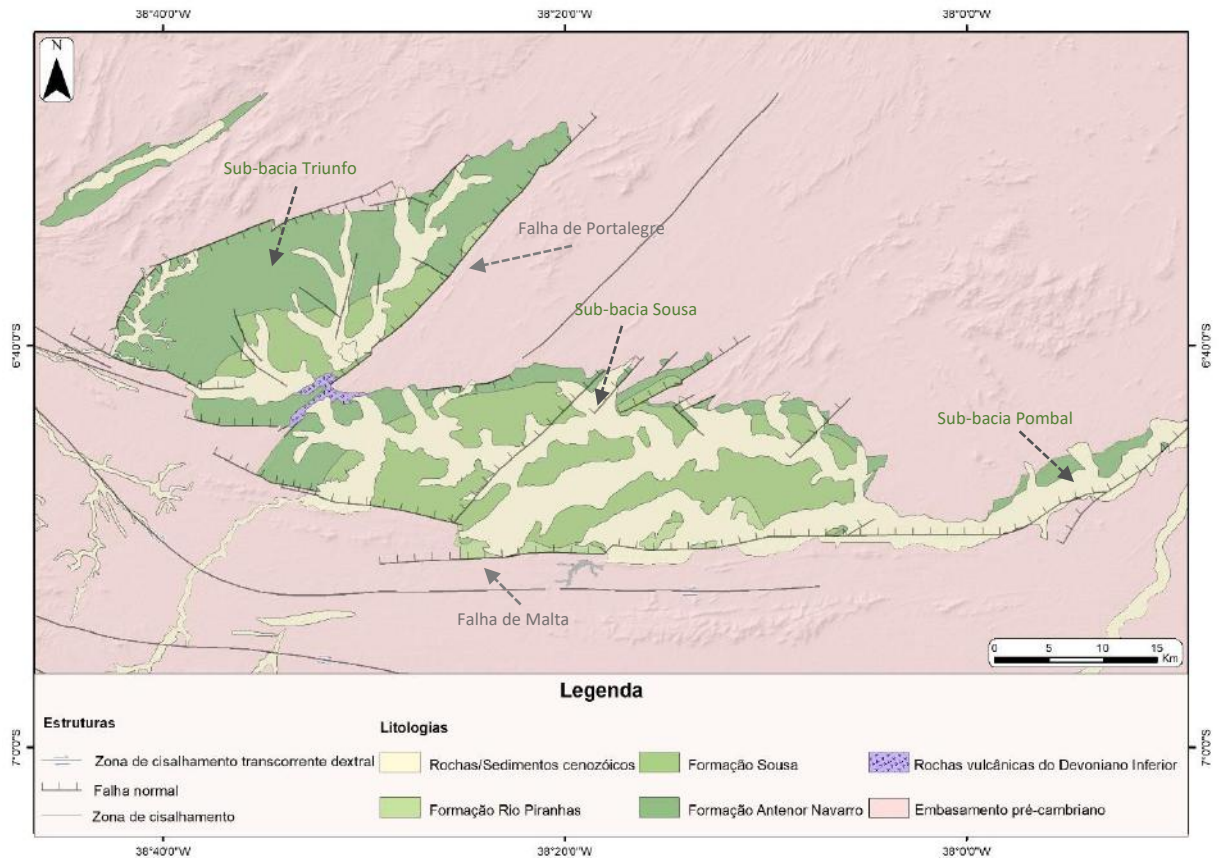 38°40'0"W
38°20'0"W
38°0'0"W
N
Sub-bacia Triunfo
Falha de Portalegre
Sub-bacia Sousa
6°40'0"S
6°40'0"S
Sub-bacia Pombal
Falha de Malta
0 5 10 15
Km
Legenda
Estruturas
Zona de cisalhamento transcorrente dextral
Falha normal
Zona de cisalhamento
Litologias
Rochas/Sedimentos cenozóicos
Formação Sousa
Rochas vulcânicas do Devoniano Inferior
Formação Rio Piranhas
Formação Antenor Navarro
Embasamento pré-cambriano
7°0'0"S
7°0'0"S
38°40'0"W
38°20'0"W
38°0'0"W